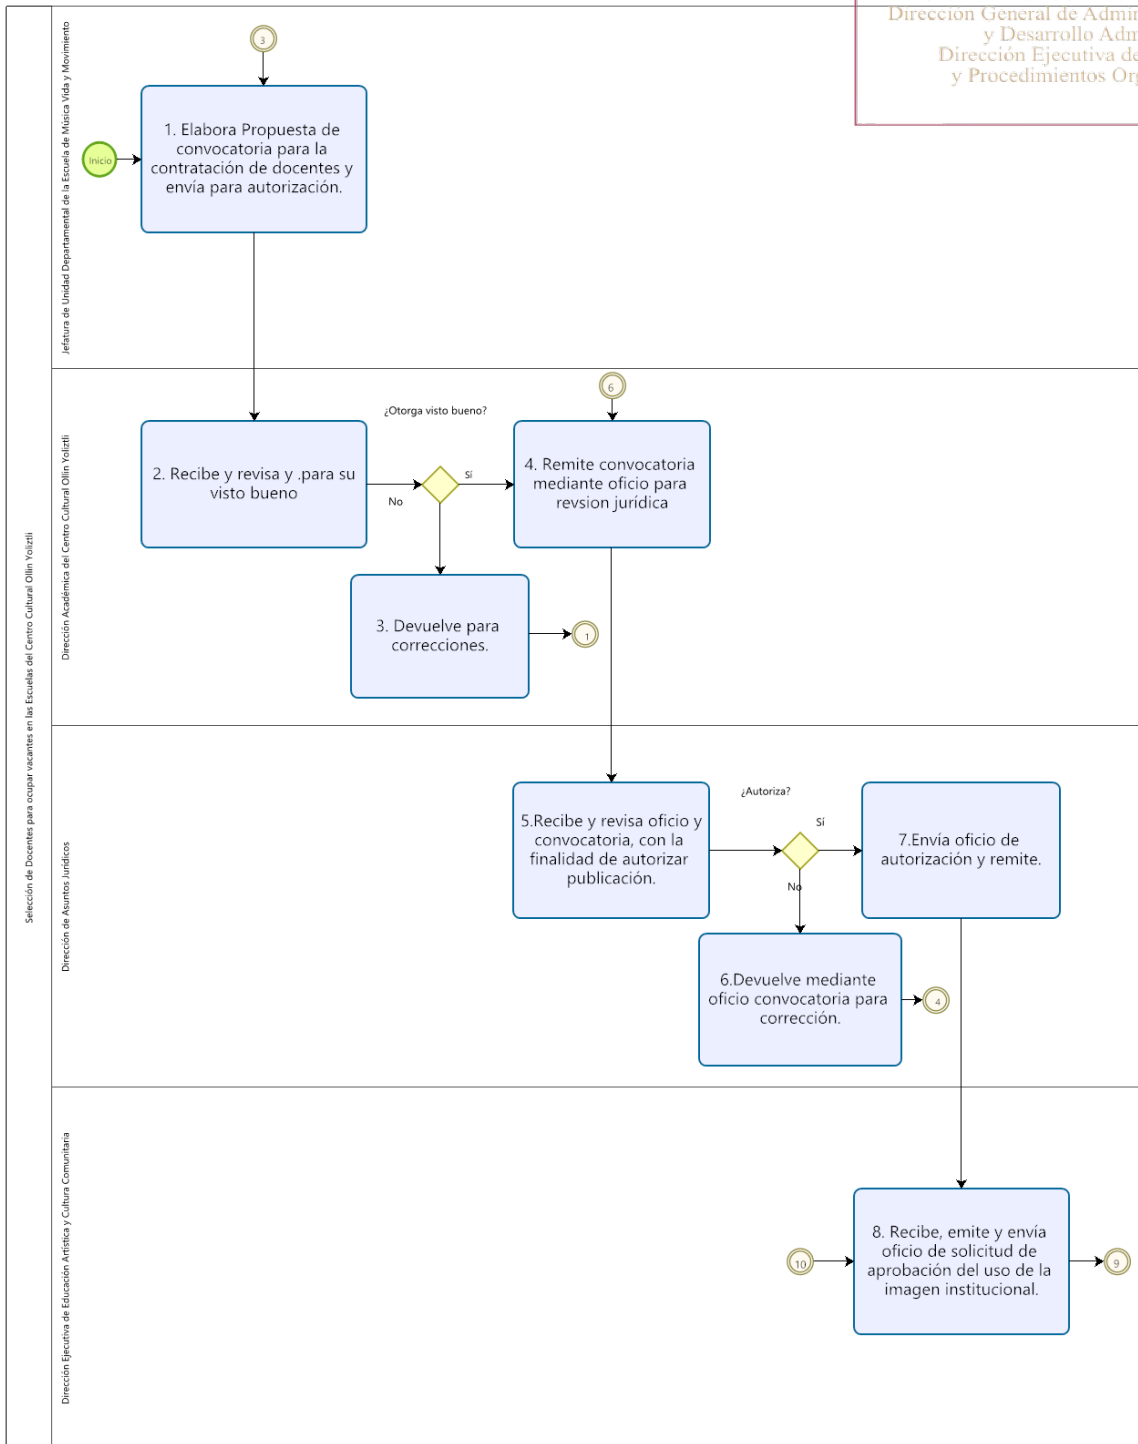 Dirección General de Admin
y Desarrollo Adm
Dirección Ejecutiva de
y Procedimientos Org
Selección de Docentes para ocupar vacantes en las Escuelas del Centro Cultural Ollin Yoliztli
Jefatura de Unidad Departamental de la Escuela de Música Vida y Movimiento
3
Inicio
1. Elabora Propuesta de
convocatoria para la
contratación de docentes y
envía para autorización.
Dirección Académica del Centro Cultural Ollin Yoliztli
6
¿Otorga visto bueno?
2. Recibe y revisa y .para su
visto bueno
Sí
No
4. Remite convocatoria
mediante oficio para
revsion jurídica
3. Devuelve para
correcciones.
1
Dirección de Asuntos Jurídicos
¿Autoriza?
5.Recibe y revisa oficio y
convocatoria, con la
finalidad de autorizar
publicación.
Sí
No
7.Envía oficio de
autorización y remite.
6.Devuelve mediante
oficio convocatoria para
corrección.
4
Dirección Ejecutiva de Educación Artística y Cultura Comunitaria
10
8. Recibe, emite y envía
oficio de solicitud de
aprobación del uso de la
imagen institucional.
9